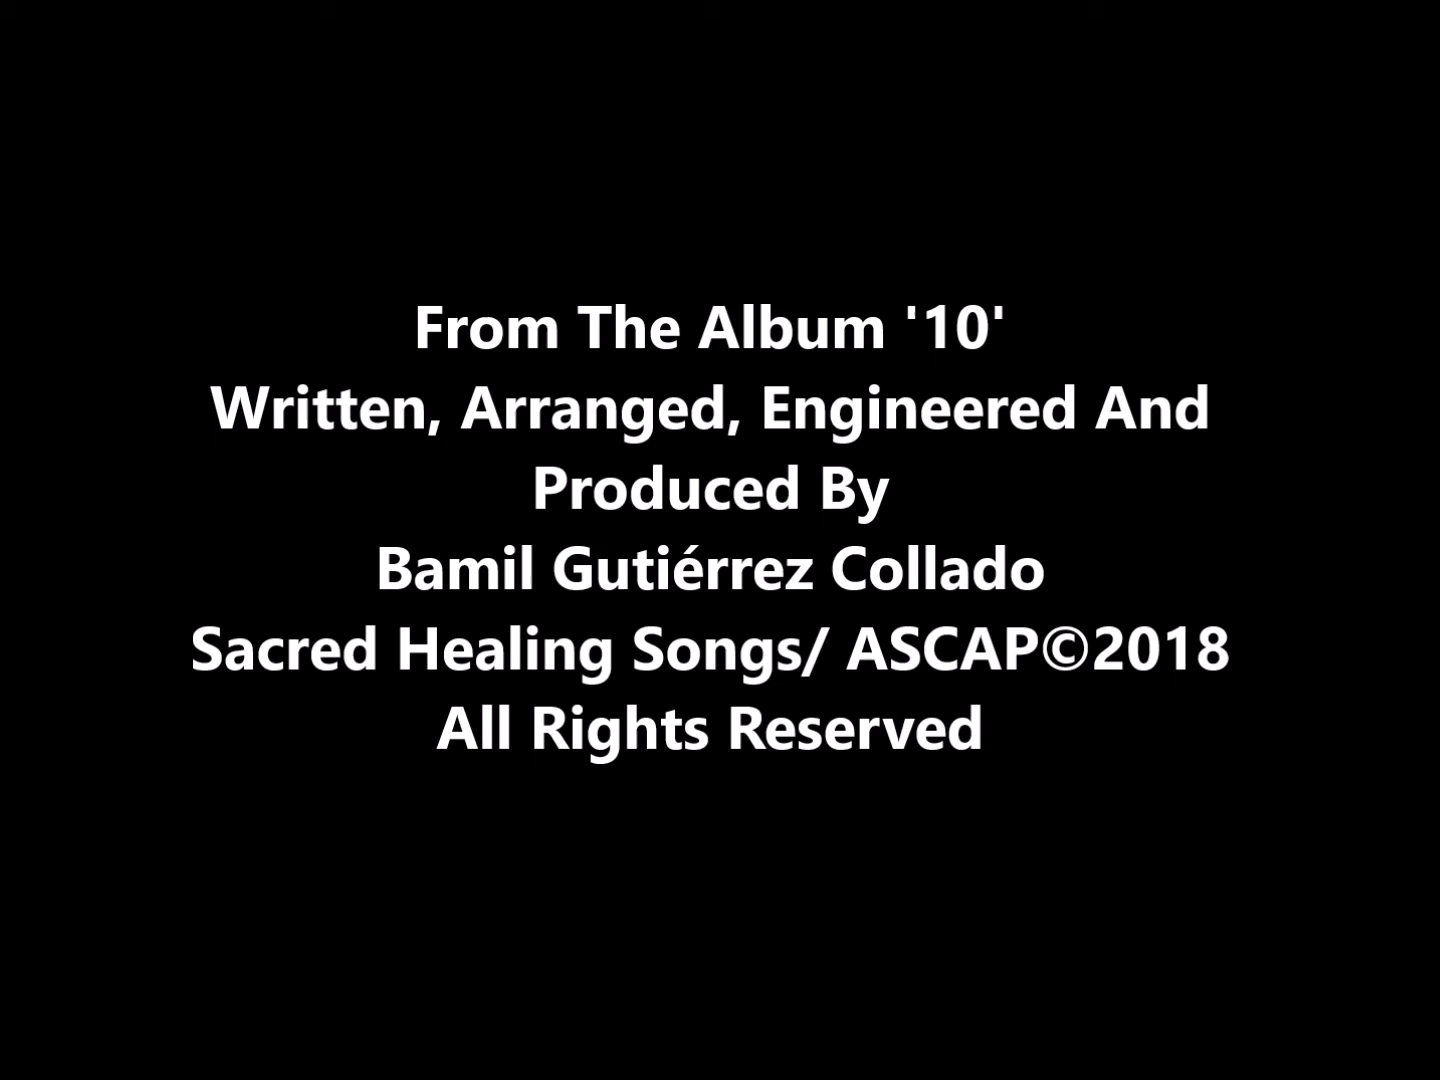 From The Album '10'
Written, Arranged, Engineered And
Produced By
Bamil Gutiérrez Collado
Sacred Healing Songs/ ASCAP©2018
All Rights Reserved